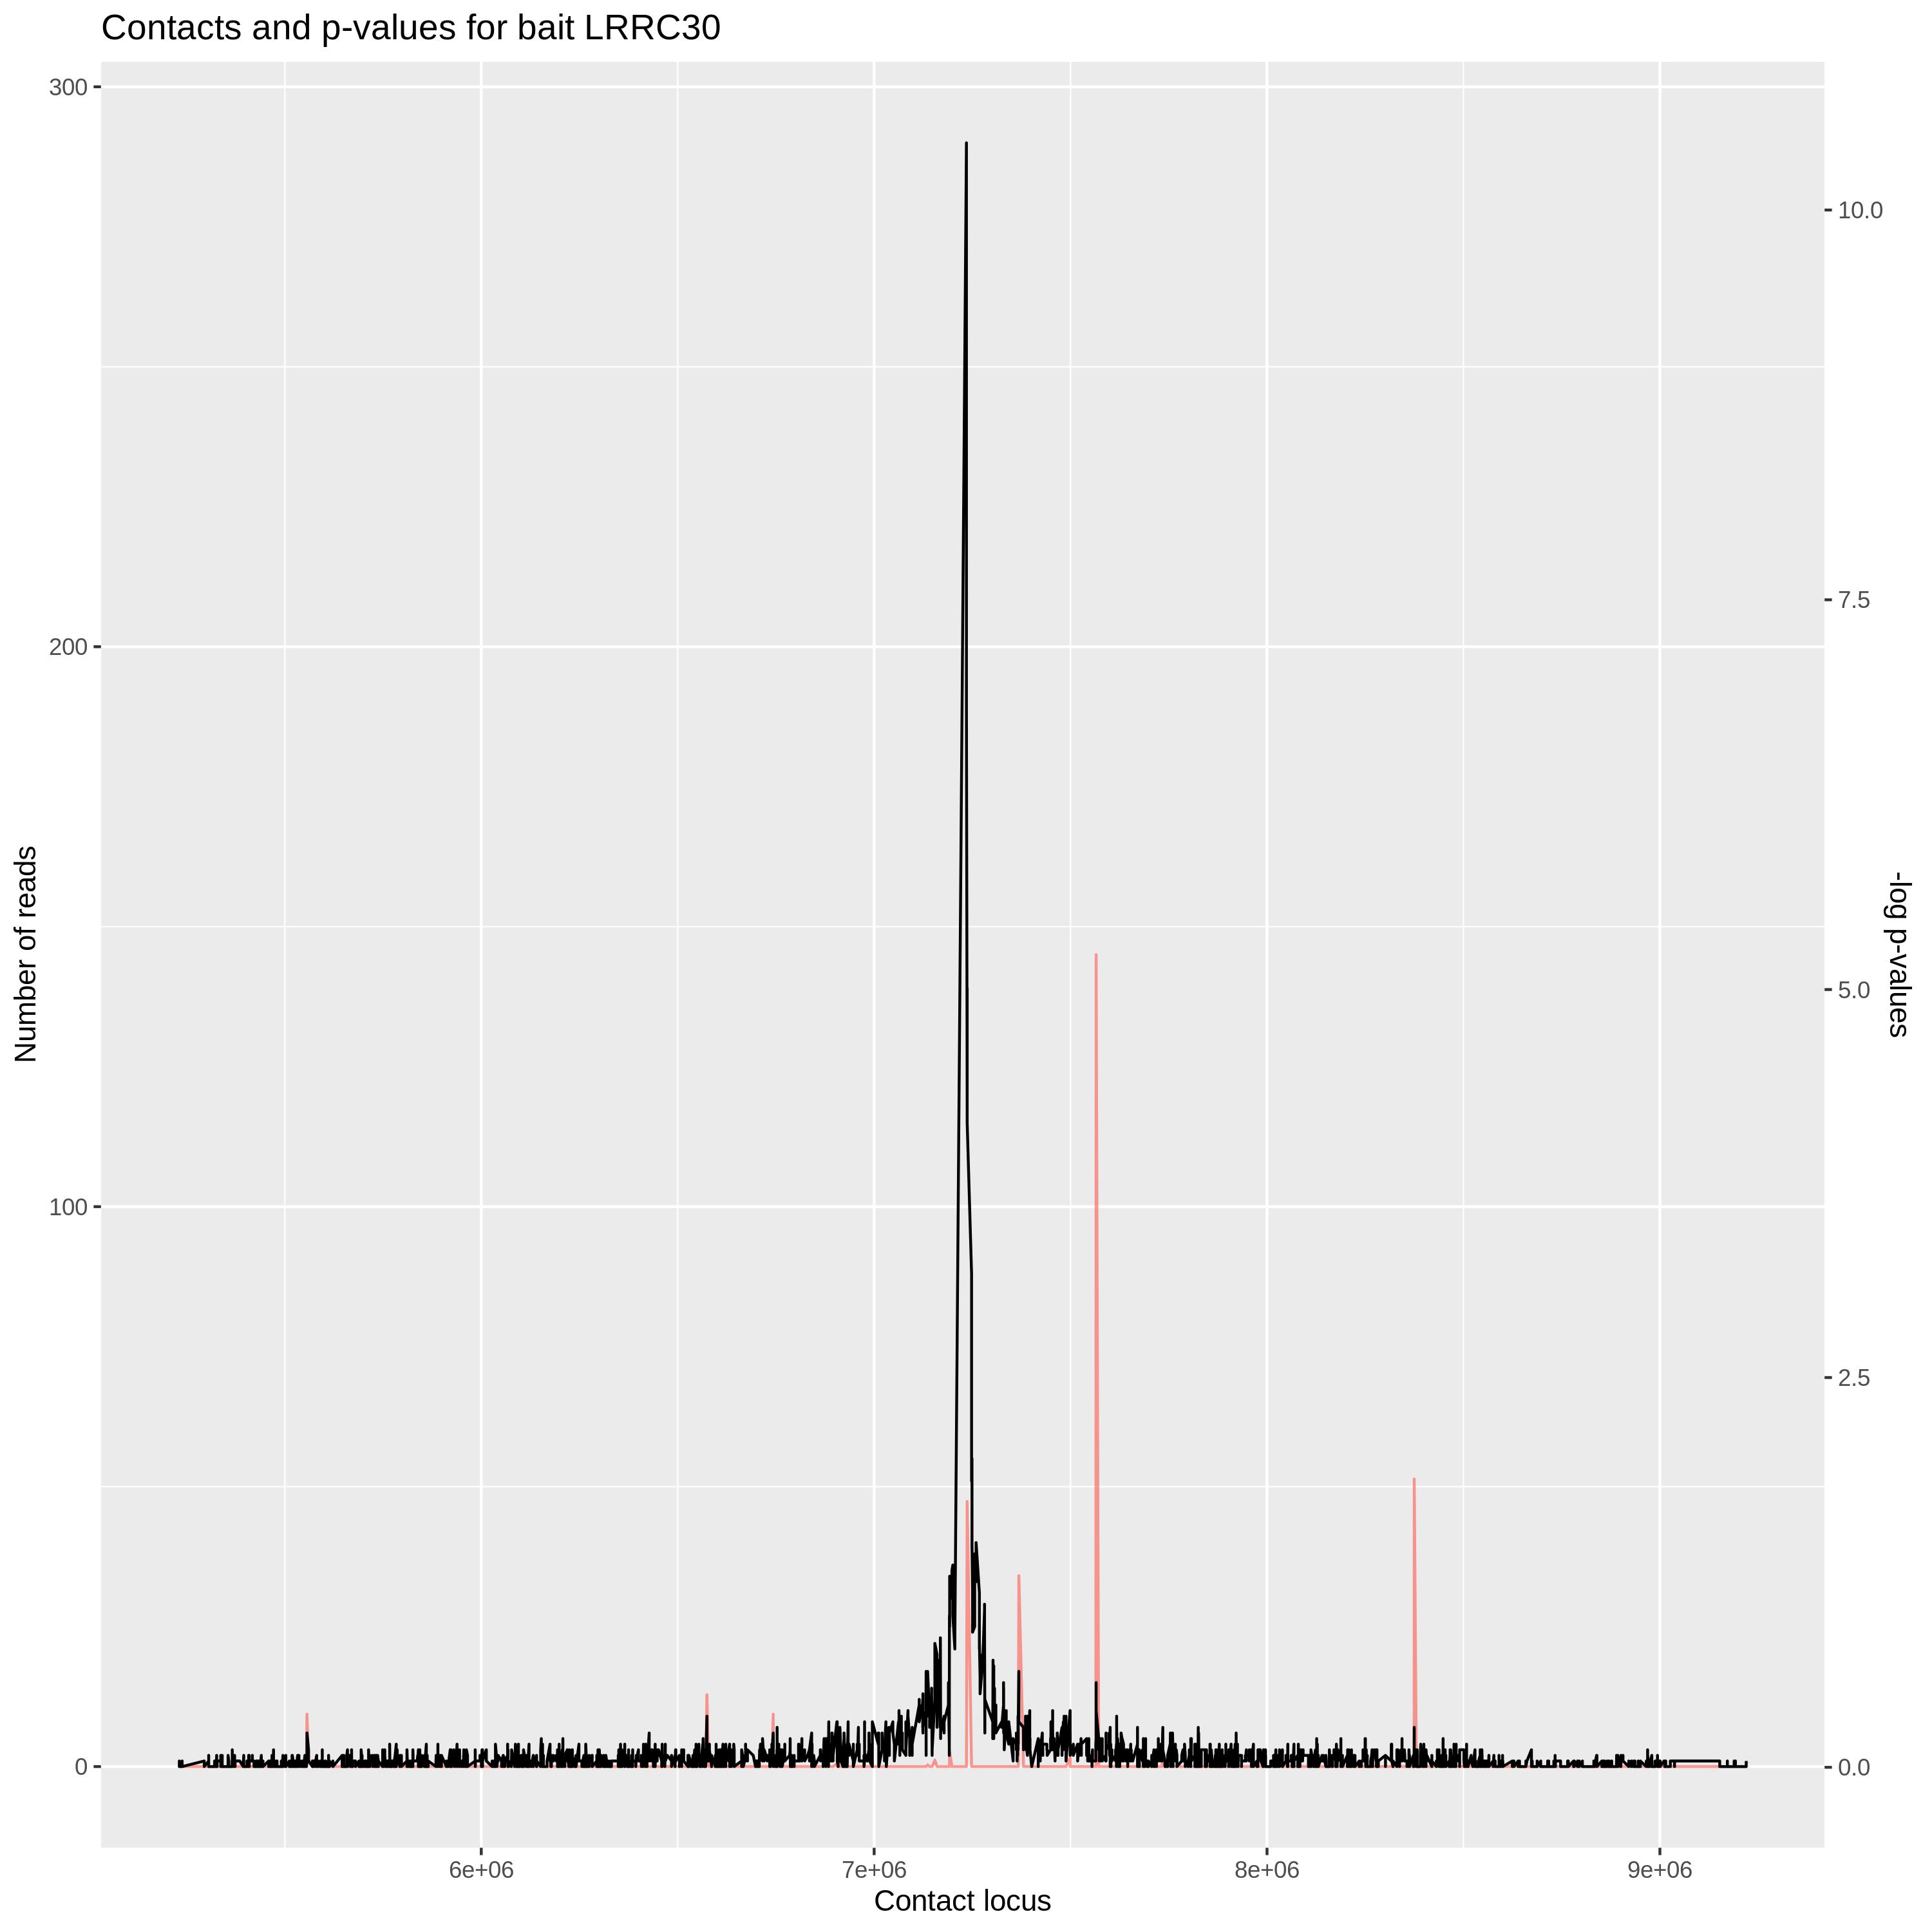 Contacts and p-values for bait LRRC30
300
200
100
0
Number of reads
10.0
7.5
5.0
2.5
0.0
-log p-values
6e+06
7e+06
8e+06
9e+06
Contact locus